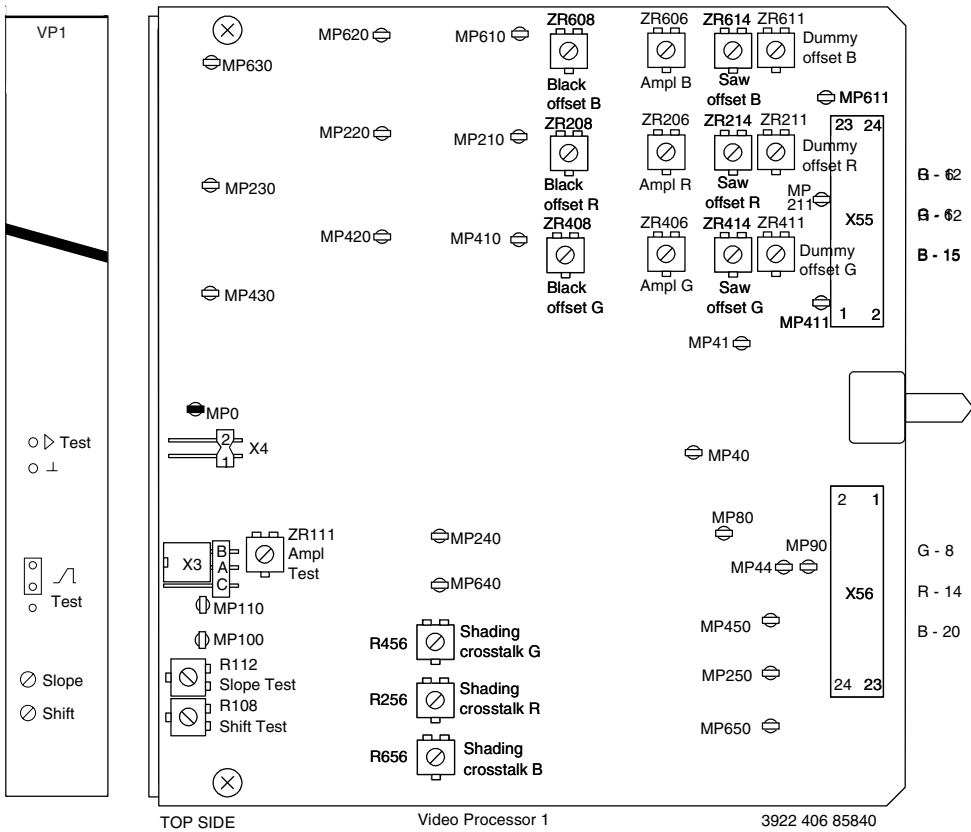 VP1
Test
Test
Slope
Shift
MP630
MP620
MP610
ZR608
Black
offset B
ZR606
Ampl B
ZR614
Saw
offset B
ZR611
Dummy
offset B
MP611
MP220
MP210
ZR208
Black
offset R
ZR206
Ampl R
ZR214
Saw
offset R
ZR211
Dummy
offset R
MP
211
MP230
MP420
MP410
ZR408
Black
offset G
ZR406
Ampl G
ZR414
Saw
offset G
ZR411
Dummy
offset G
MP430
MP411
MP41
23 24
X55
1 2
B - 15
MP0
2
1
X4
MP40
MP80
MP90
MP44
2 1
X56
24 23
G - 8
R - 14
B - 20
X3
B
A
C
ZR111
Ampl
Test
MP240
MP640
MP110
MP100
R112
Slope Test
R108
Shift Test
R456
Shading
crosstalk G
R256
Shading
crosstalk R
R656
Shading
crosstalk B
MP450
MP250
MP650
TOP SIDE
Video Processor 1
3922 406 85840